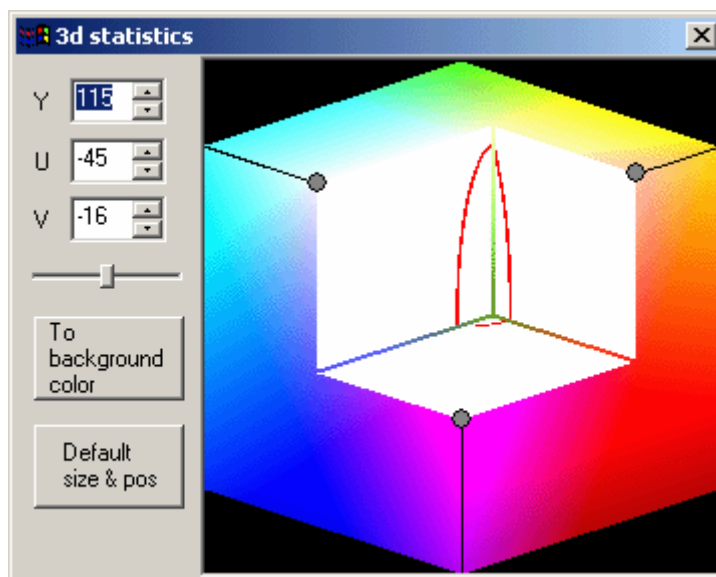 3d statistics
Y 115
U -45
V -16
To
background
color
Default
size & pos